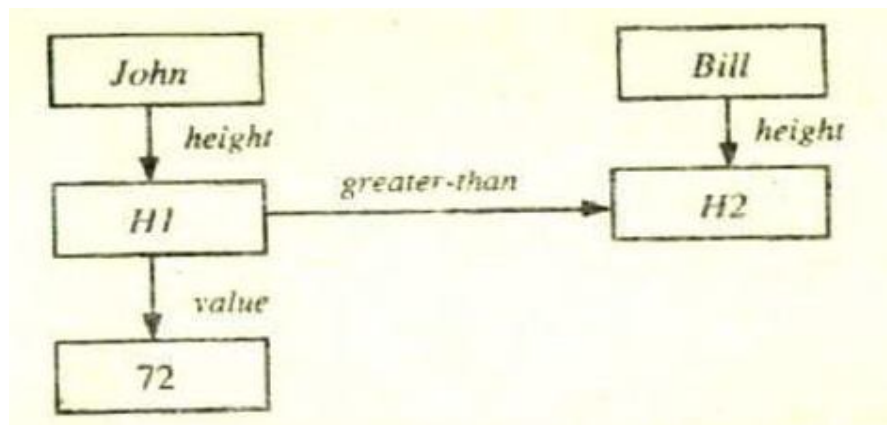 John
Bill
height
height
H1
greater-than
H2
value
72